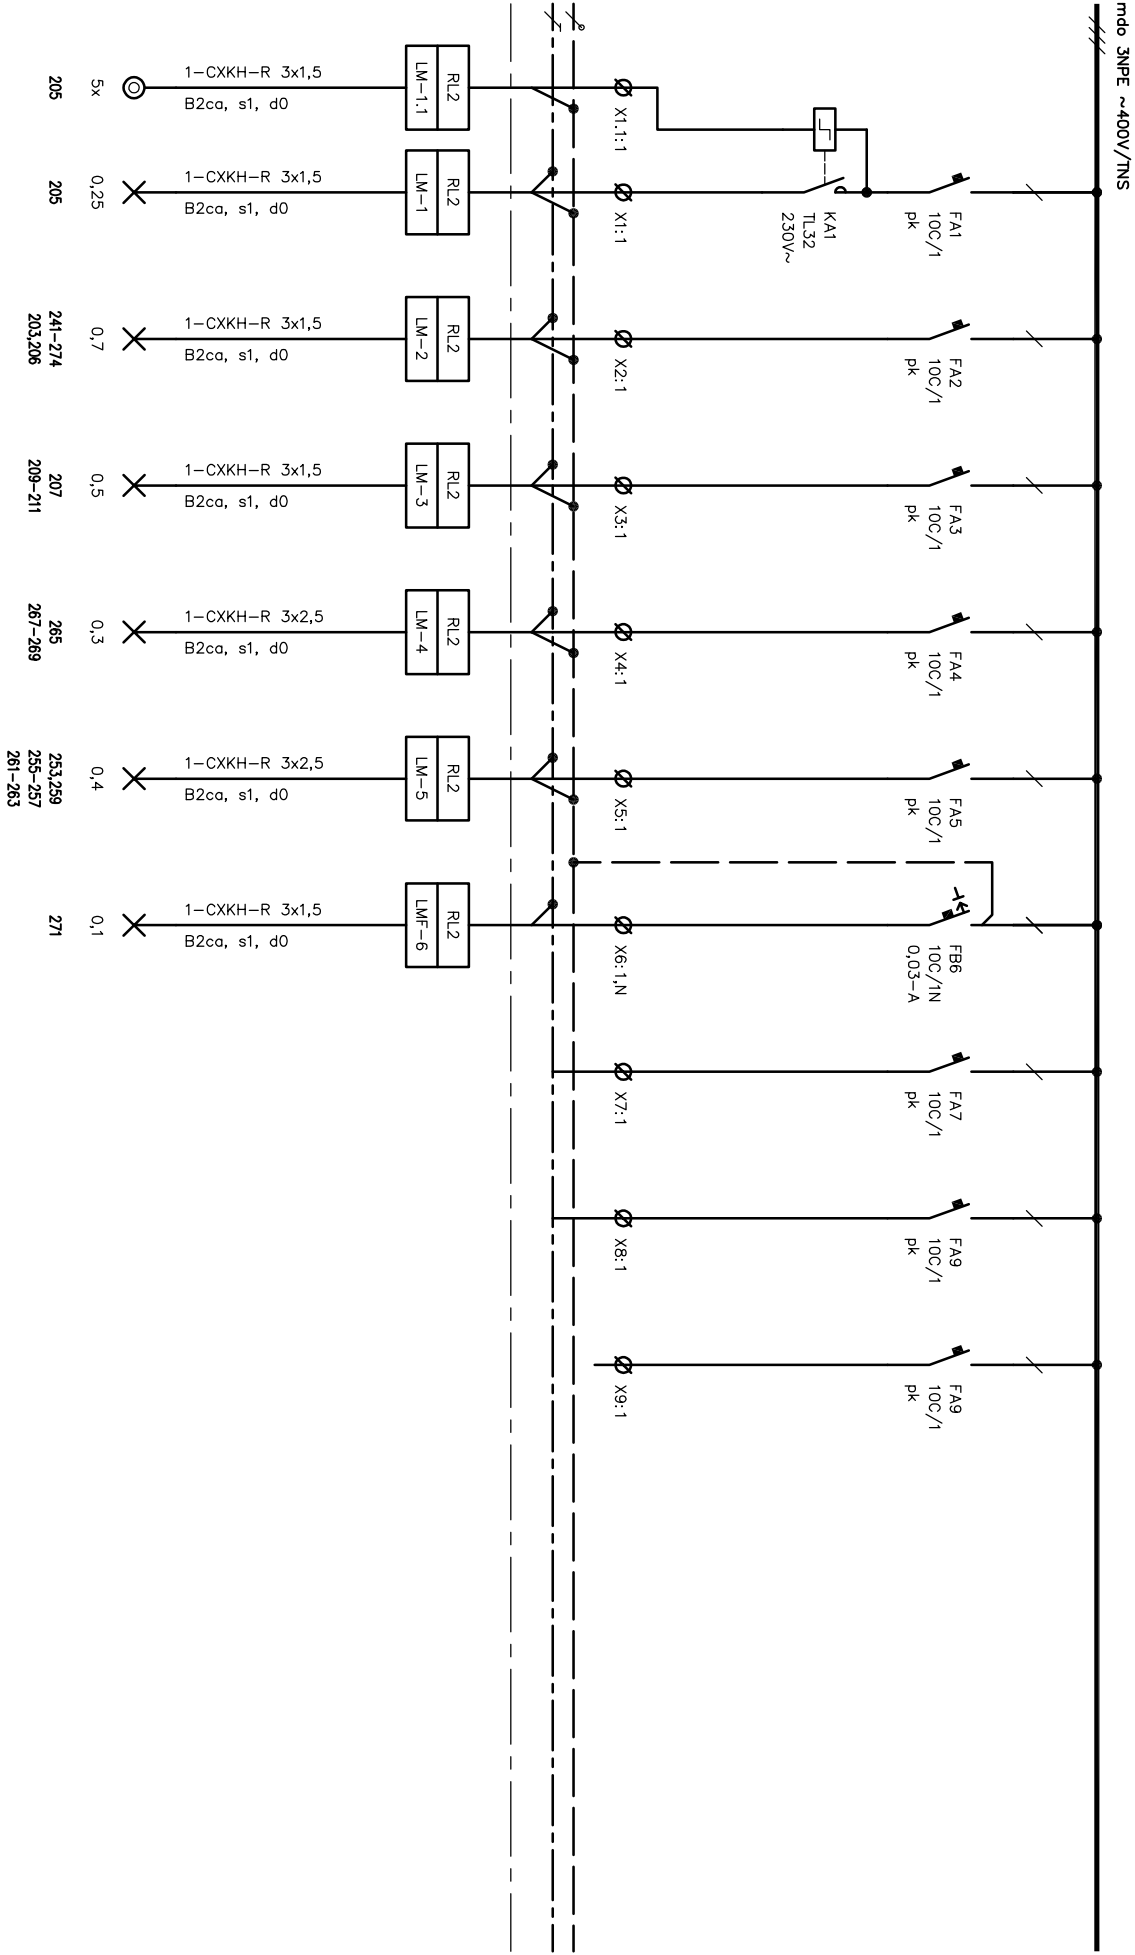 mdo 3NPE ~400V/TNS
FA1
10C/1
pk
KA1
TL32
230V~
X1.1:1
X1:1
RL2
LM-1.1
1-CXKH-R 3x1,5
B2ca, s1, d0
5x
205
RL2
LM-1
1-CXKH-R 3x1,5
B2ca, s1, d0
0,25
205
FA2
10C/1
pk
X2:1
RL2
LM-2
1-CXKH-R 3x1,5
B2ca, s1, d0
0,7
241-274
203,206
FA3
10C/1
pk
X3:1
RL2
LM-3
1-CXKH-R 3x1,5
B2ca, s1, d0
0,5
207
209-211
FA4
10C/1
pk
X4:1
RL2
LM-4
1-CXKH-R 3x2,5
B2ca, s1, d0
0,3
265
267-269
FA5
10C/1
pk
X5:1
RL2
LM-5
1-CXKH-R 3x2,5
B2ca, s1, d0
0,4
253,259
255-257
261-263
FB6
10C/1N
0,03-A
X6:1,N
RL2
LMF-6
1-CXKH-R 3x1,5
B2ca, s1, d0
0,1
271
FA7
10C/1
pk
X7:1
FA9
10C/1
pk
X8:1
FA9
10C/1
pk
X9:1